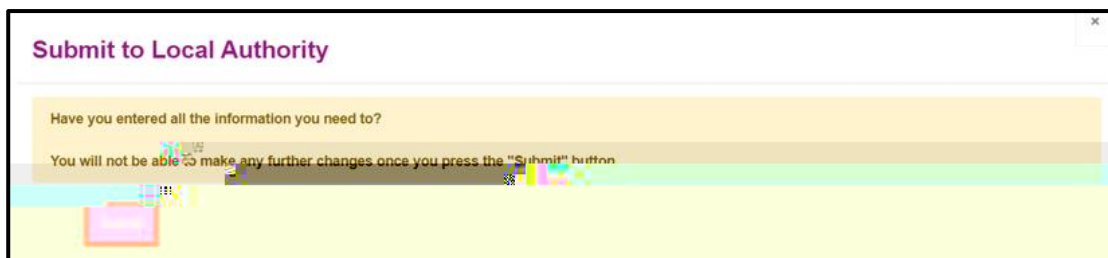 Submit to Local Authority
Have you entered all the information you need to?
You will not be able to make any further changes once you press the "Submit" button